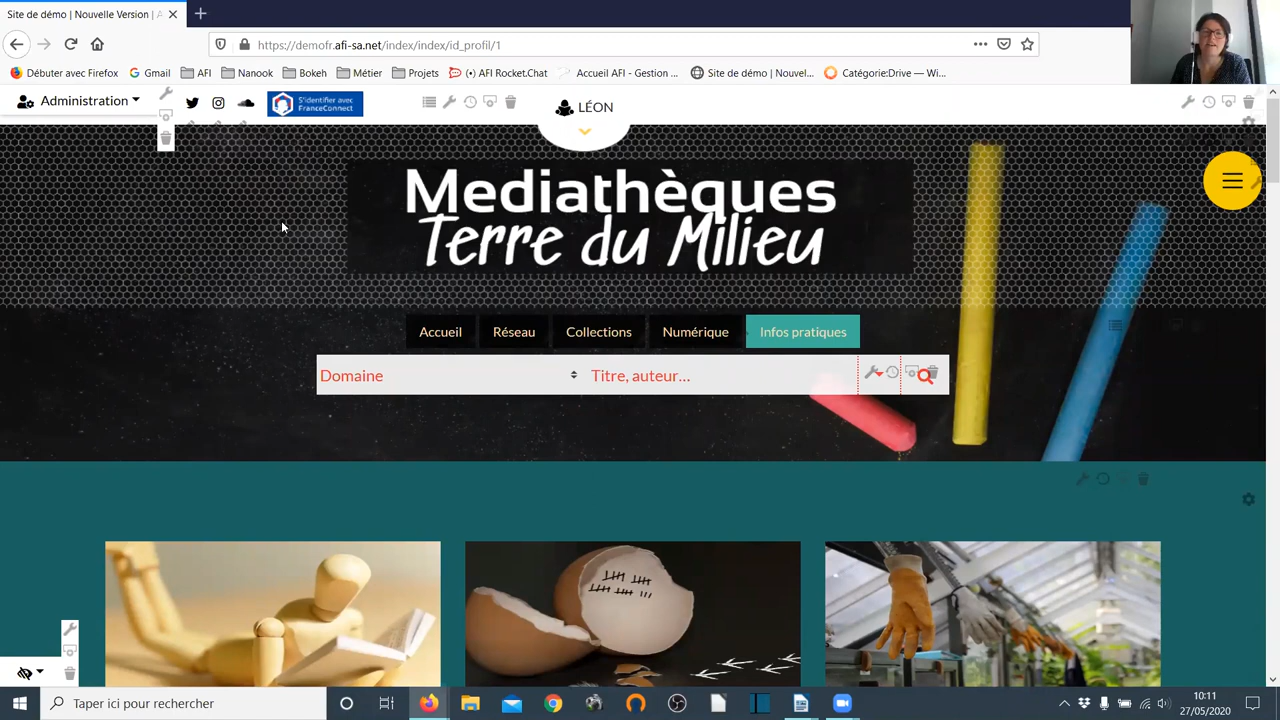 Site de démo | Nouvelle Version |
https://demofr.afi-sa.net/index/index/id_profil/1
Débuter avec Firefox Gmail AFI Nanook Bokeh Métier Projets (•) AFI Rocket.Chat Accueil AFI - Gestion ... Site de démo | Nouvel... Catégorie:Drive — Wi...
Administration S'identifier avec FranceConnect LÉON
Mediathèques
Terre du Milieu
Accueil Réseau Collections Numérique Infos pratiques
Domaine Titre, auteur...
Taper ici pour rechercher
10:11
27/05/2020